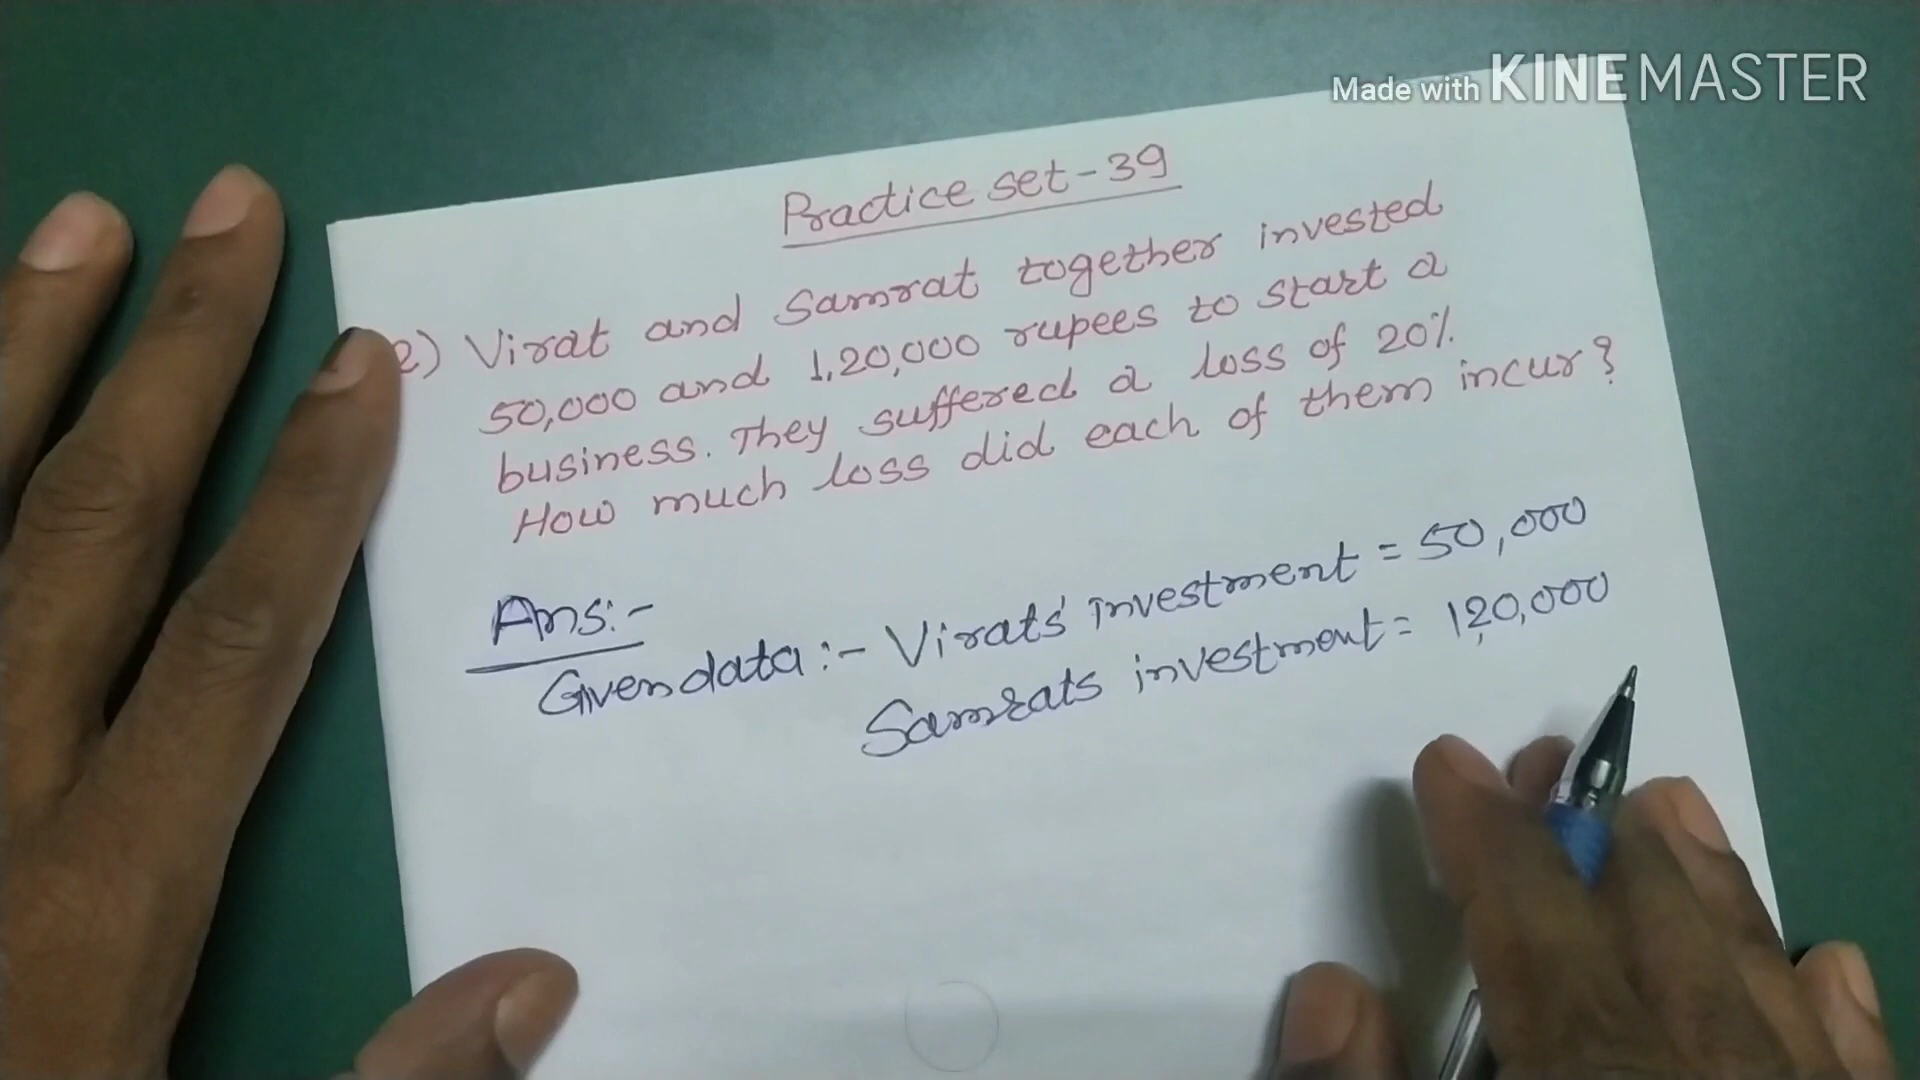 Made with KINEMASTER
Practice set-39
2) Virat and Samrat together invested
50,000 and 1,20,000 rupees to start a
business. They suffered a loss of 20%.
How much loss did each of them incur?
Ans:-
Given data :- Virats' investment = 50,000
Samrats investment = 1,20,000